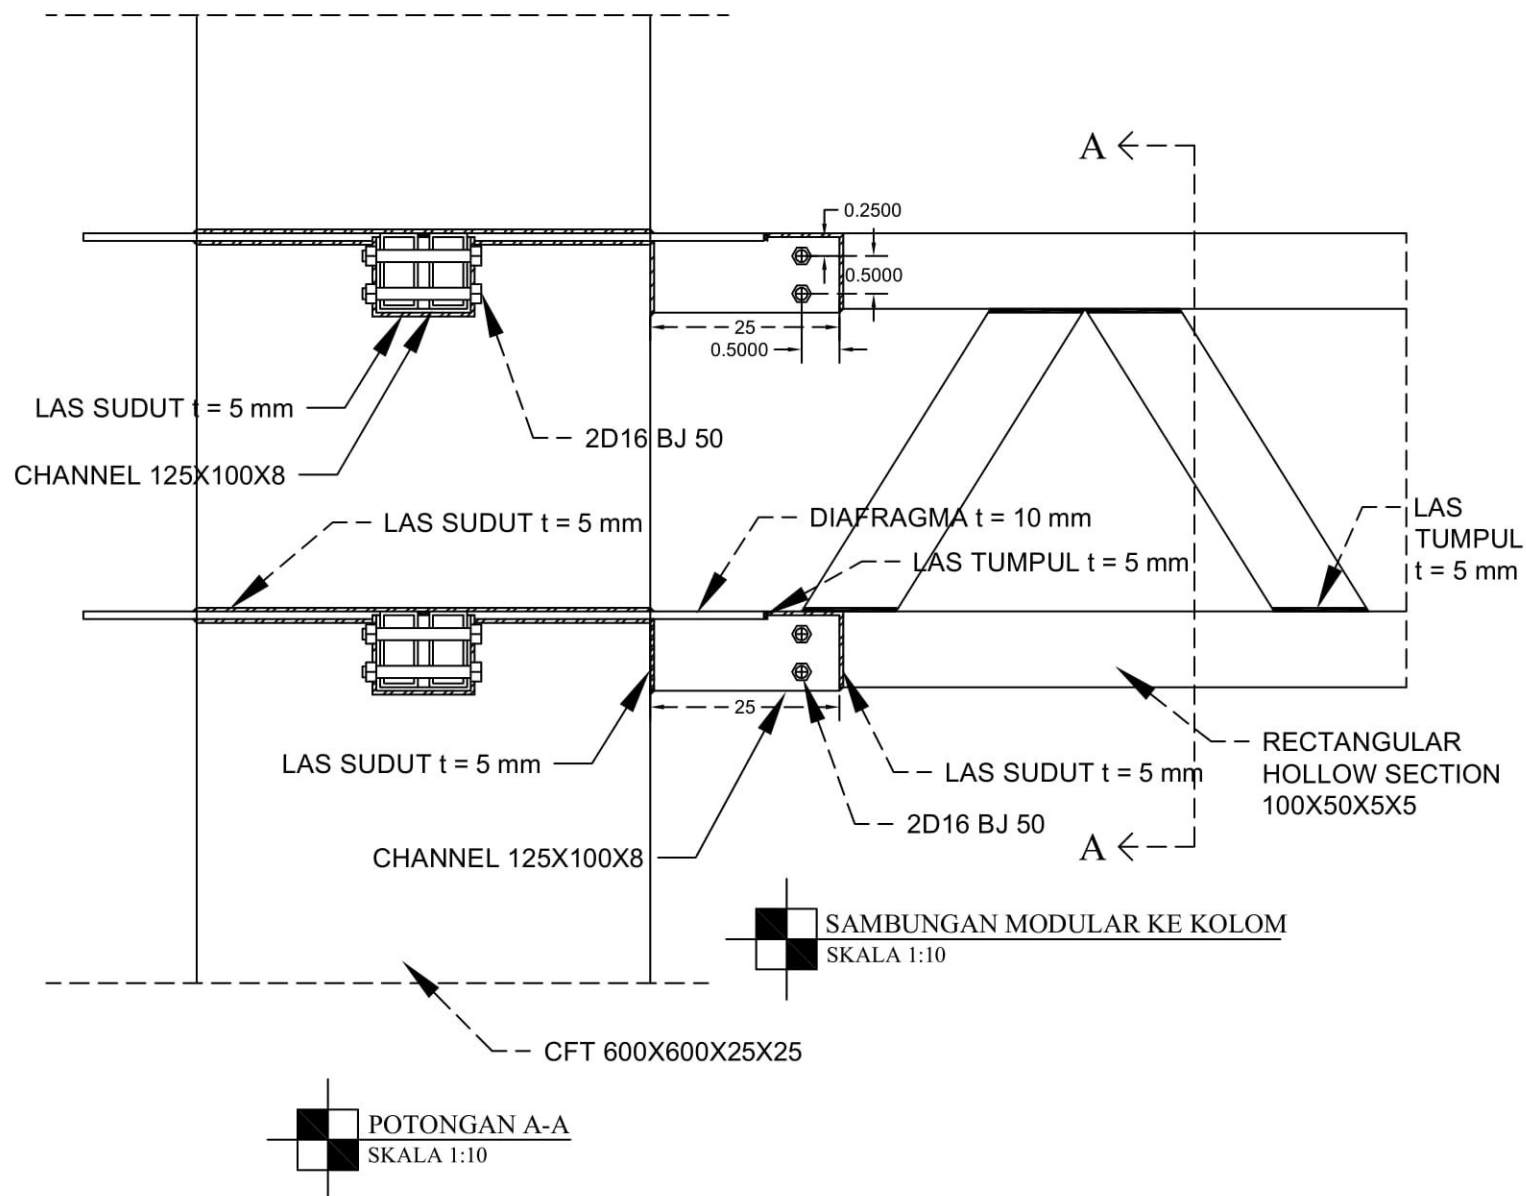 A
0.2500
0.5000
25
0.5000
LAS SUDUT t = 5 mm
2D16 BJ 50
CHANNEL 125X100X8
LAS SUDUT t = 5 mm
DIAFRAGMA t = 10 mm
LAS TUMPUL t = 5 mm
LAS
TUMPUL
t = 5 mm
25
LAS SUDUT t = 5 mm
LAS SUDUT t = 5 mm
RECTANGULAR
HOLLOW SECTION
100X50X5X5
2D16 BJ 50
A
CHANNEL 125X100X8
SAMBUNGAN MODULAR KE KOLOM
SKALA 1:10
CFT 600X600X25X25
POTONGAN A-A
SKALA 1:10